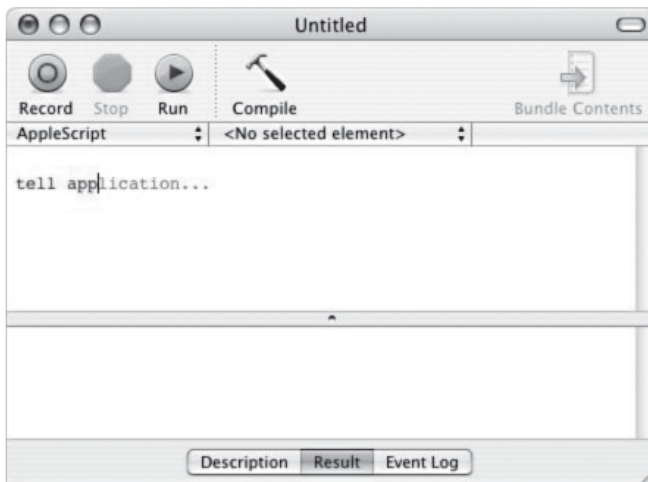 Untitled
Record Stop Run Compile Bundle Contents
AppleScript <No selected element>
tell application...
Description Result Event Log